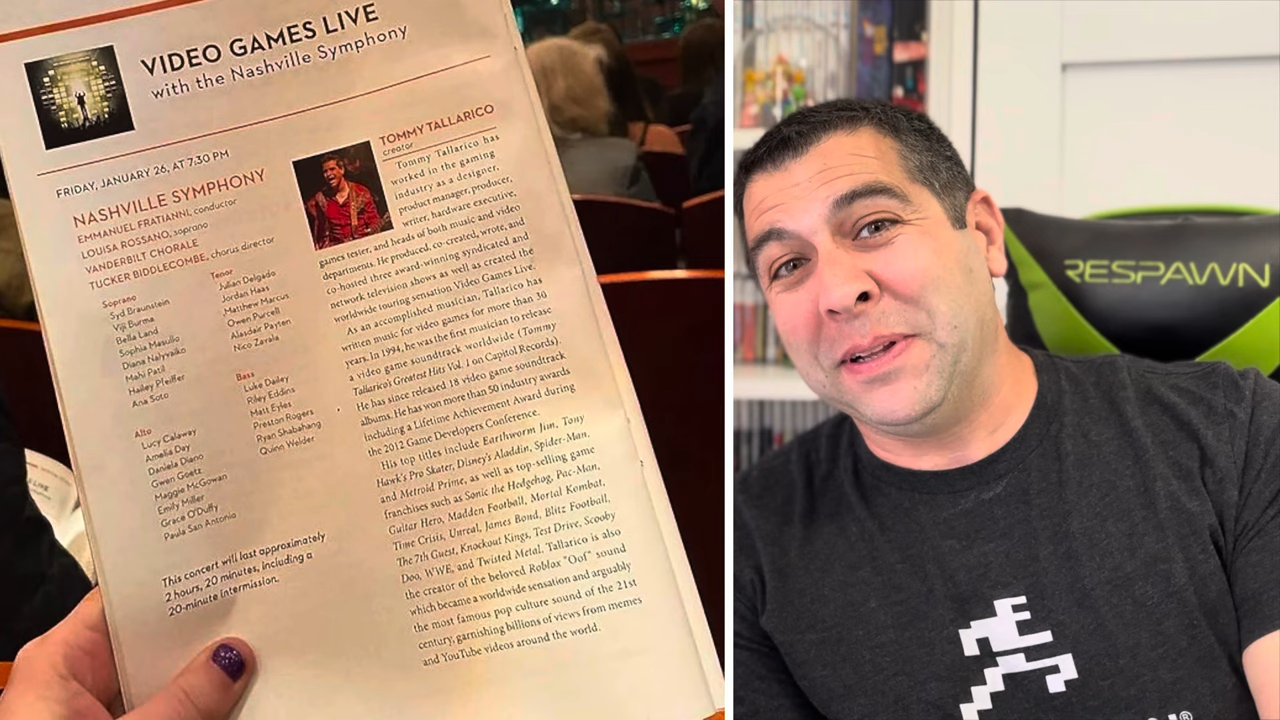 VIDEO GAMES LIVE
with the Nashville Symphony
FRIDAY, JANUARY 26, AT 7:30 PM
NASHVILLE SYMPHONY
EMMANUEL FRATIANNI, conductor
LOUISA ROSSANO, soprano
VANDERBILT CHORALE
TUCKER BIDDLECOMBE, chorus director
Soprano
Syd Braunstein
Viji Burma
Bella Land
Sophia Masullo
Diana Nalyvaiko
Mahi Patil
Hailey Pfeiffer
Ana Soto
Alto
Lucy Calaway
Amelia Day
Daniela Diano
Gwen Goetz
Maggie McGowan
Emily Miller
Grace O'Duffy
Paula San Antonio
Tenor
Julian Delgado
Jordan Haas
Matthew Marcus
Owen Purcell
Alasdair Payten
Nico Zavala
Bass
Luke Dailey
Riley Eddins
Matt Eyles
Preston Rogers
Ryan Shabahang
Quinn Welder
This concert will last approximately
2 hours, 20 minutes, including a
20-minute intermission.
TOMMY TALLARICO
creator
Tommy Tallarico has
worked in the gaming
industry as a designer,
product manager, producer,
writer, hardware executive,
games tester, and heads of both music and video
departments. He produced, co-created, wrote, and
co-hosted three award-winning syndicated and
network television shows as well as created the
worldwide touring sensation Video Games Live.
As an accomplished musician, Tallarico has
written music for video games for more than 30
years. In 1994, he was the first musician to release
a video game soundtrack worldwide (Tommy
Tallarico's Greatest Hits Vol. 1 on Capitol Records).
He has since released 18 video game soundtrack
albums. He has won more than 50 industry awards
including a Lifetime Achievement Award during
the 2012 Game Developers Conference.
His top titles include Earthworm Jim, Tony
Hawk's Pro Skater, Disney's Aladdin, Spider-Man,
and Metroid Prime, as well as top-selling game
franchises such as Sonic the Hedgehog, Pac-Man,
Guitar Hero, Madden Football, Mortal Kombat,
Time Crisis, Unreal, James Bond, Blitz Football,
The 7th Guest, Knockout Kings, Test Drive, Scooby
Doo, WWE, and Twisted Metal. Tallarico is also
the creator of the beloved Roblox "Oof" sound
which became a worldwide sensation and arguably
the most famous pop culture sound of the 21st
century, garnishing billions of views from memes
and YouTube videos around the world.
RESPAWN